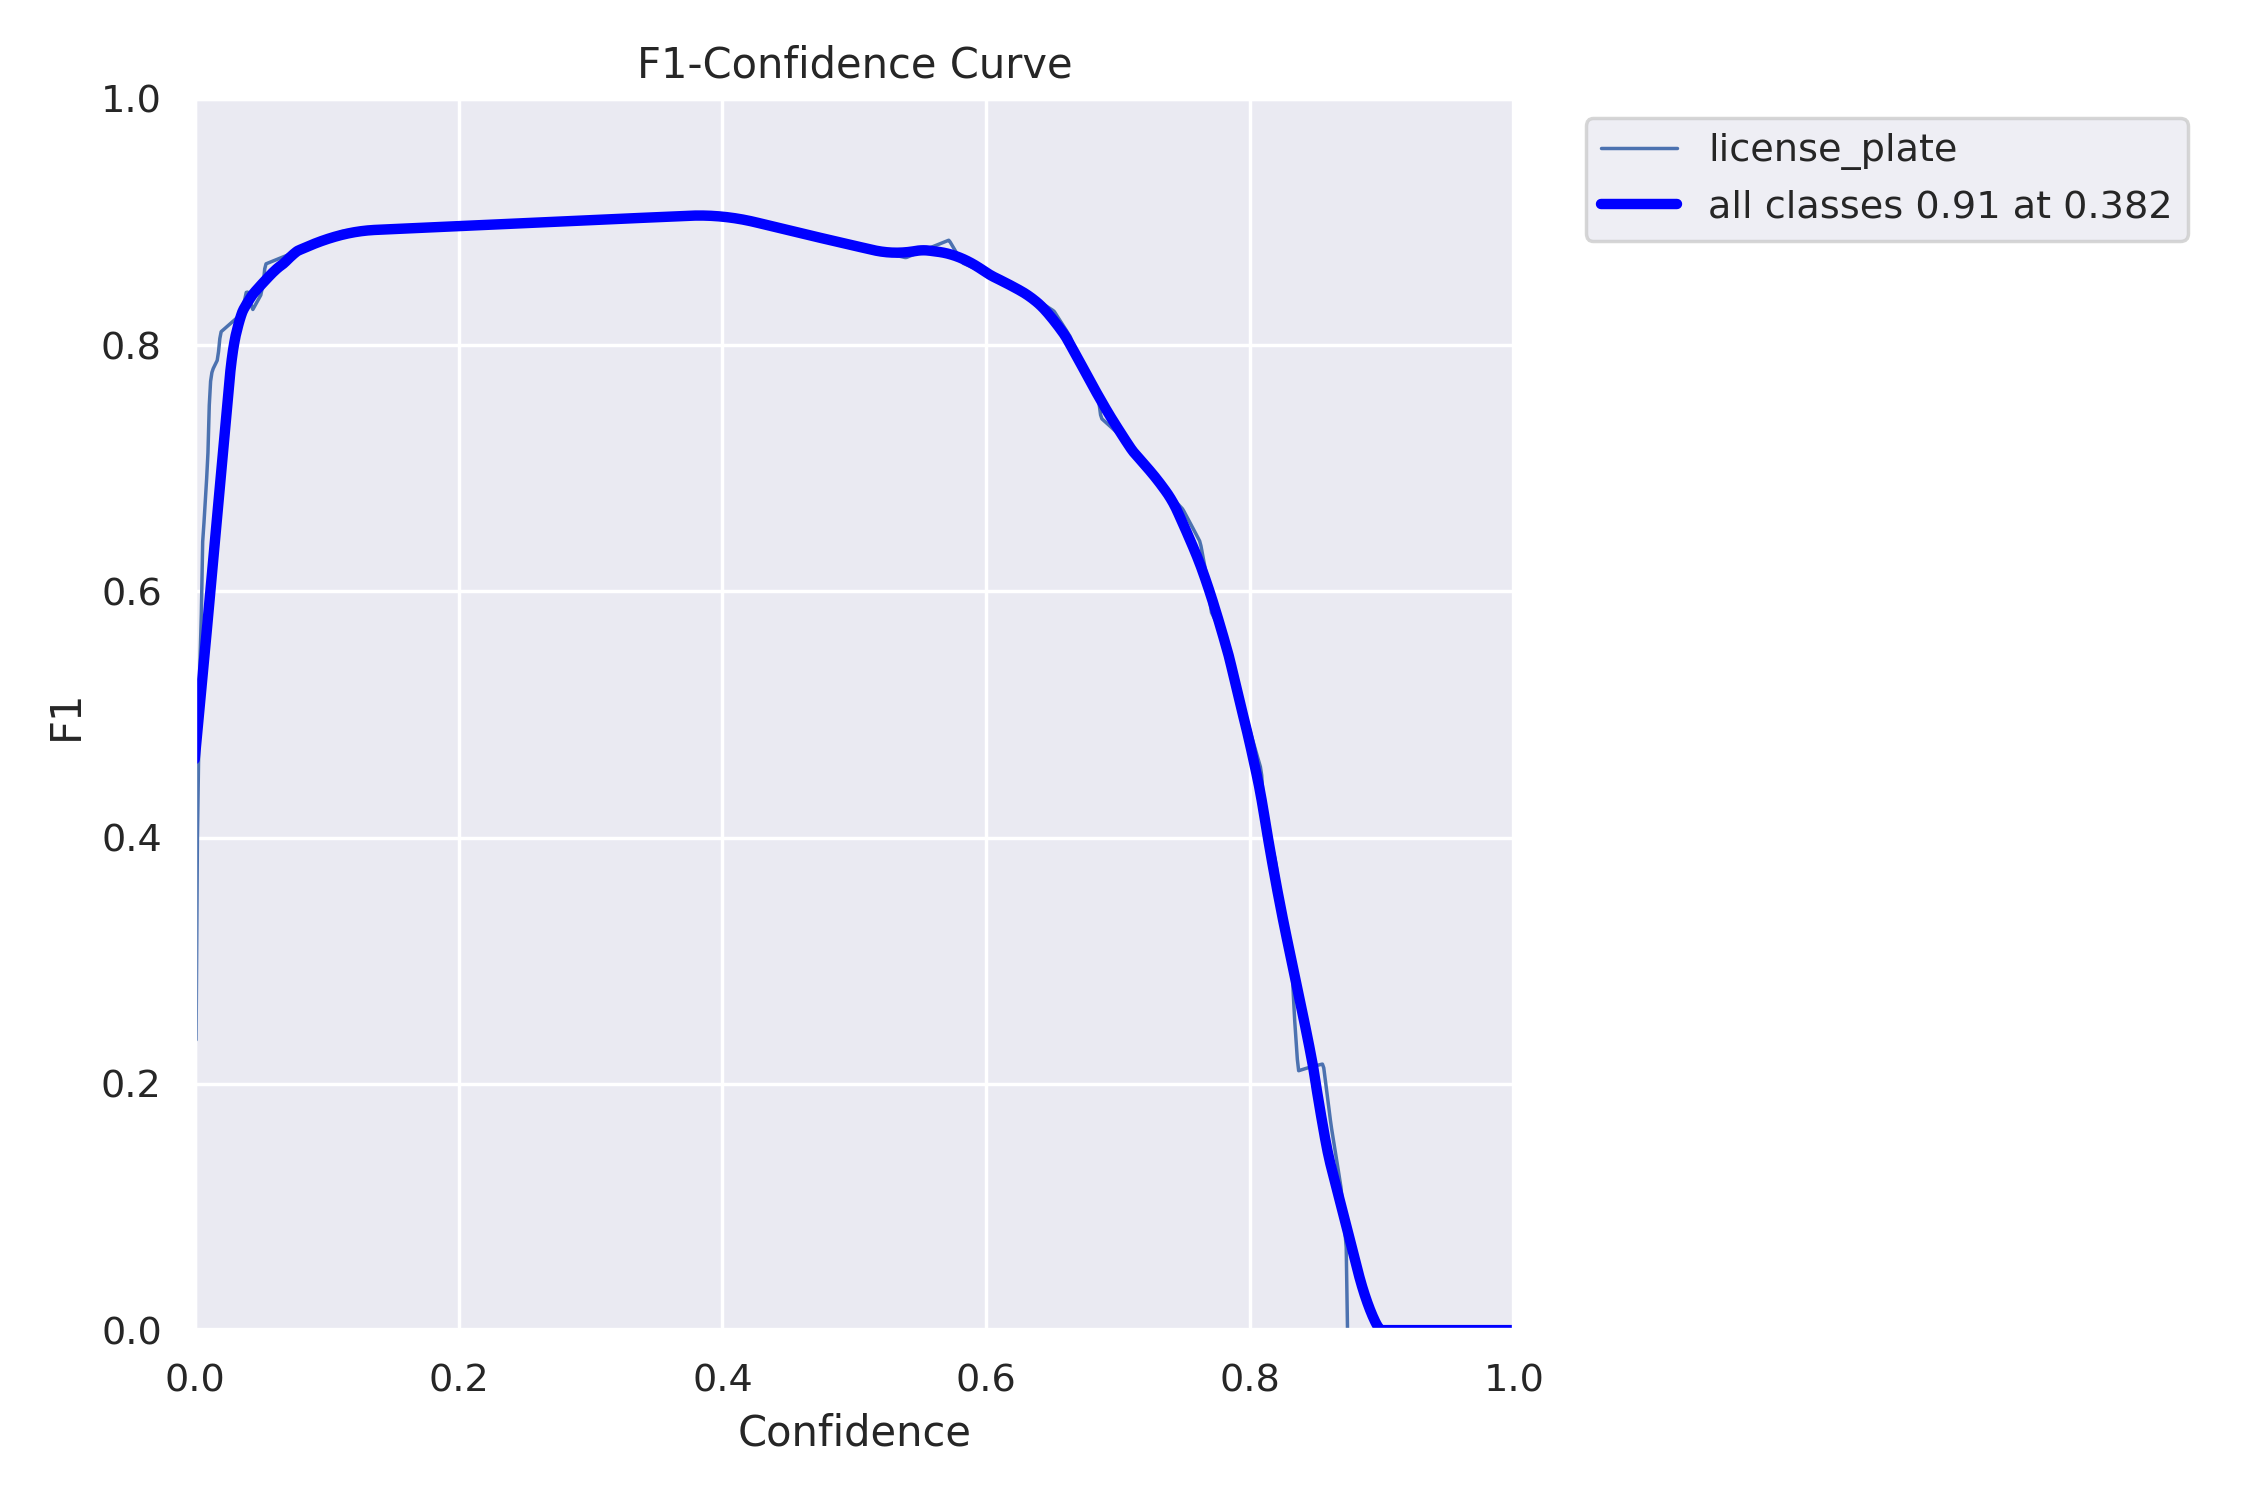 F1-Confidence Curve
1.0
0.8
0.6
0.4
0.2
0.0
F1
0.0 0.2 0.4 0.6 0.8 1.0
Confidence
license_plate
all classes 0.91 at 0.382